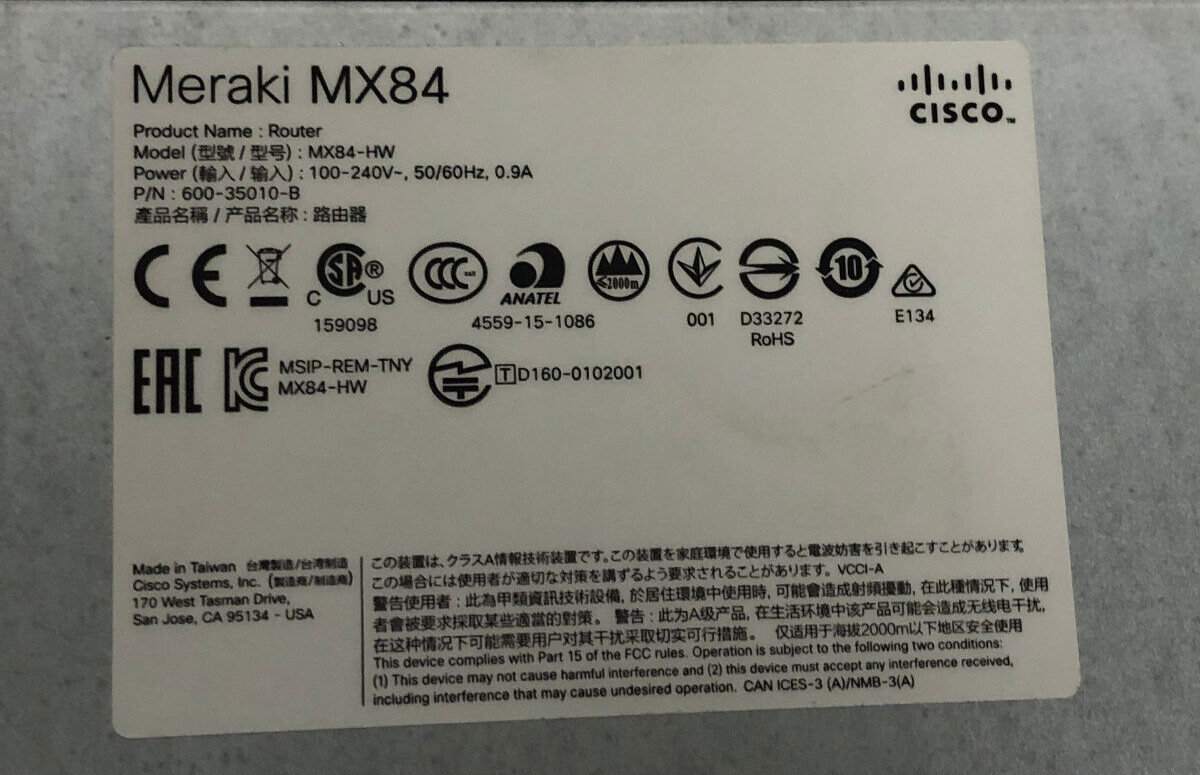 Meraki MX84
CISCO™
Product Name : Router
Model (型號 / 型号) : MX84-HW
Power (輸入 / 输入) : 100-240V~, 50/60Hz, 0.9A
P/N : 600-35010-B
產品名稱 / 产品名称 : 路由器
CE
C SA ® US
159098
CCC
ANATEL
4559-15-1086
≤2000m
001
D33272
RoHS
10
E134
EAC
KC
MSIP-REM-TNY
MX84-HW
T D160-0102001
Made in Taiwan 台灣製造/台湾制造
Cisco Systems, Inc. (製造商/制造商)
170 West Tasman Drive,
San Jose, CA 95134 - USA
この装置は、クラスA情報技術装置です。この装置を家庭環境で使用すると電波妨害を引き起こすことがあります。
この場合には使用者が適切な対策を講ずるよう要求されることがあります。 VCCI-A
警告使用者 : 此為甲類資訊技術設備, 於居住環境中使用時, 可能會造成射頻擾動, 在此種情況下, 使用
者會被要求採取某些適當的對策。 警告 : 此为A级产品, 在生活环境中该产品可能会造成无线电干扰,
在这种情况下可能需要用户对其干扰采取切实可行措施。 仅适用于海拔2000m以下地区安全使用
This device complies with Part 15 of the FCC rules. Operation is subject to the following two conditions:
(1) This device may not cause harmful interference and (2) this device must accept any interference received,
including interference that may cause undesired operation. CAN ICES-3 (A)/NMB-3(A)